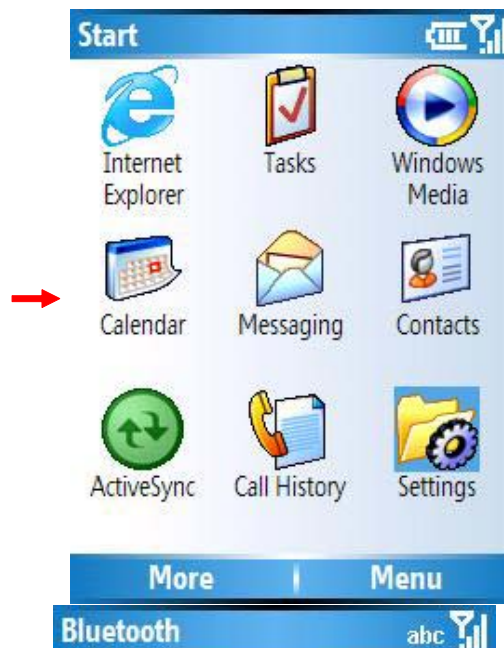 Start
Internet Explorer
Tasks
Windows Media
Calendar
Messaging
Contacts
ActiveSync
Call History
Settings
More
Menu
Bluetooth
abc